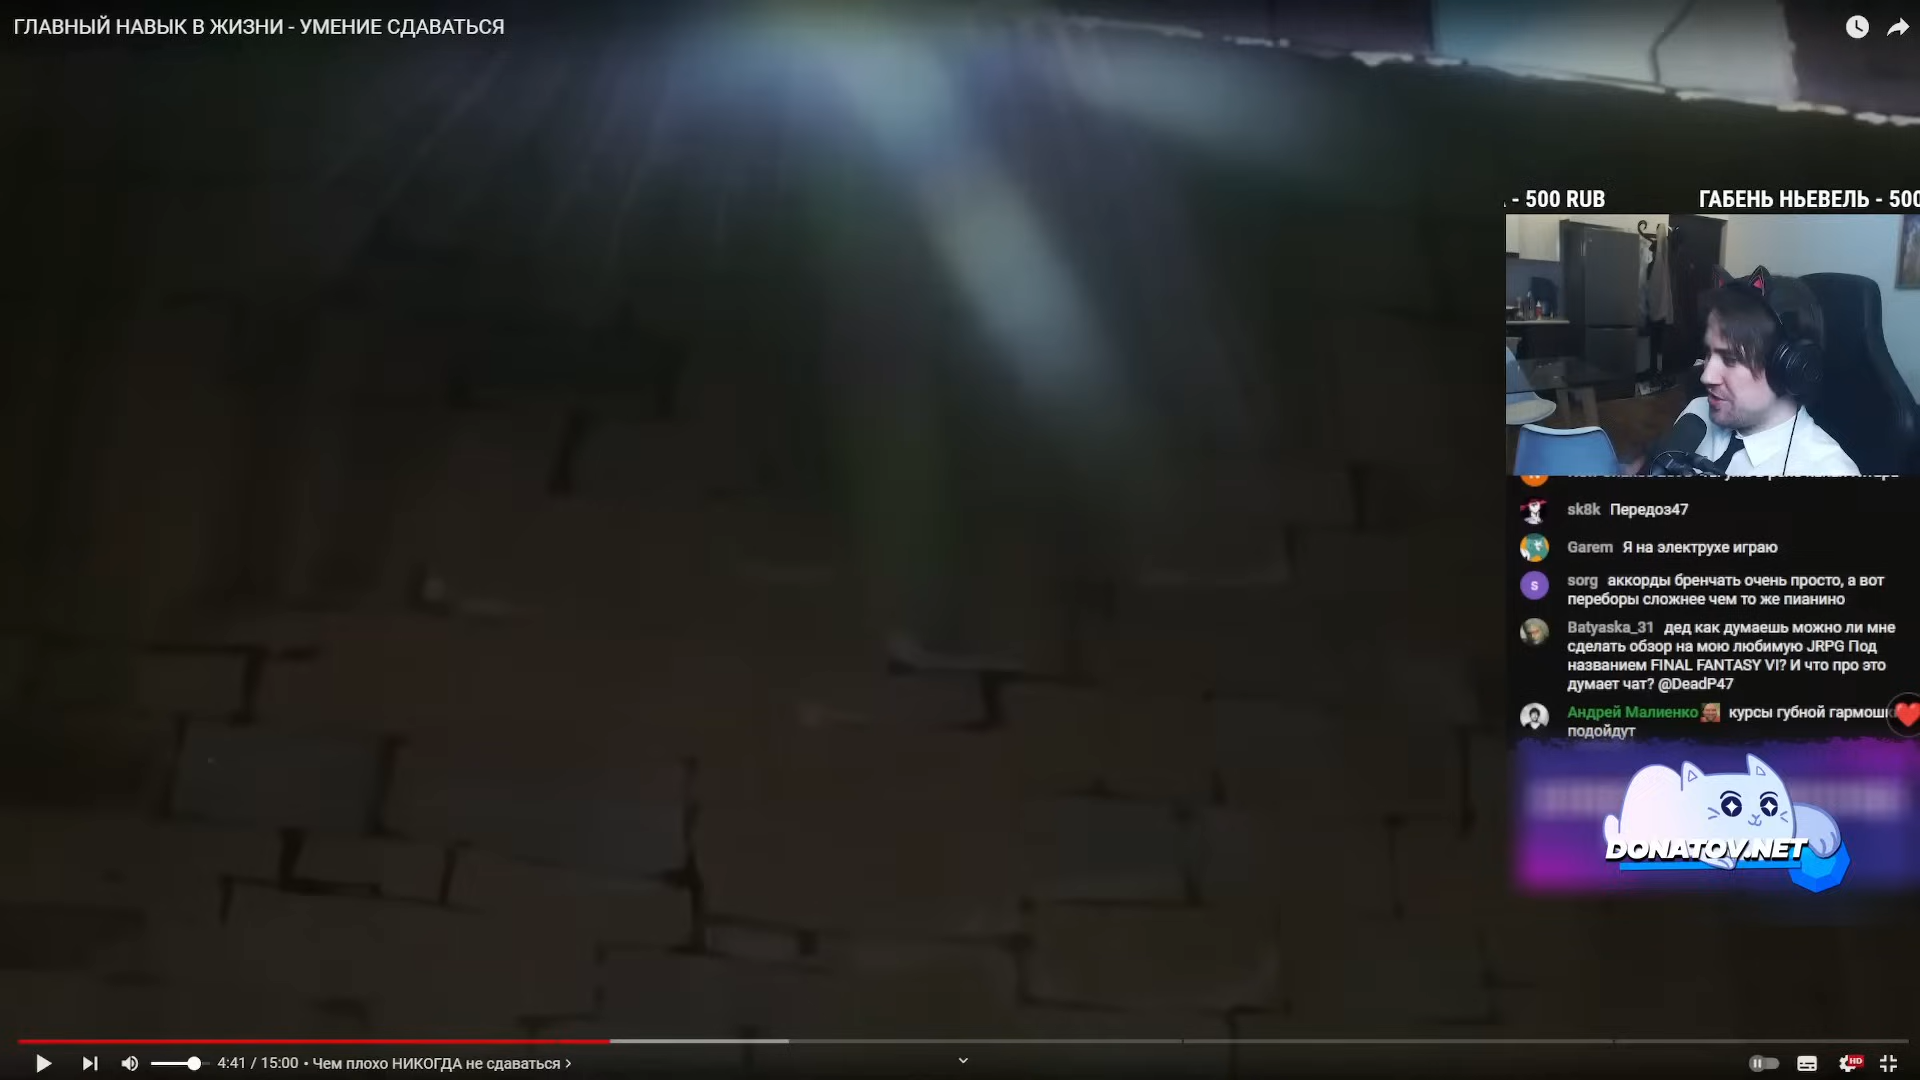 ГЛАВНЫЙ НАВЫК В ЖИЗНИ - УМЕНИЕ СДАВАТЬСЯ
- 500 RUB
ГАБЕНЬ НЬЕВЕЛЬ - 500
sk8k Передоз47
Garem Я на электрухе играю
s
sorg аккорды бренчать очень просто, а вот
переборы сложнее чем то же пианино
Batyaska_31 дед как думаешь можно ли мне
сделать обзор на мою любимую JRPG Под
названием FINAL FANTASY VI? И что про это
думает чат? @DeadP47
Андрей Малиенко курсы губной гармошки
подойдут
DONATOV.NET
4:41 / 15:00 • Чем плохо НИКОГДА не сдаваться ›
HD